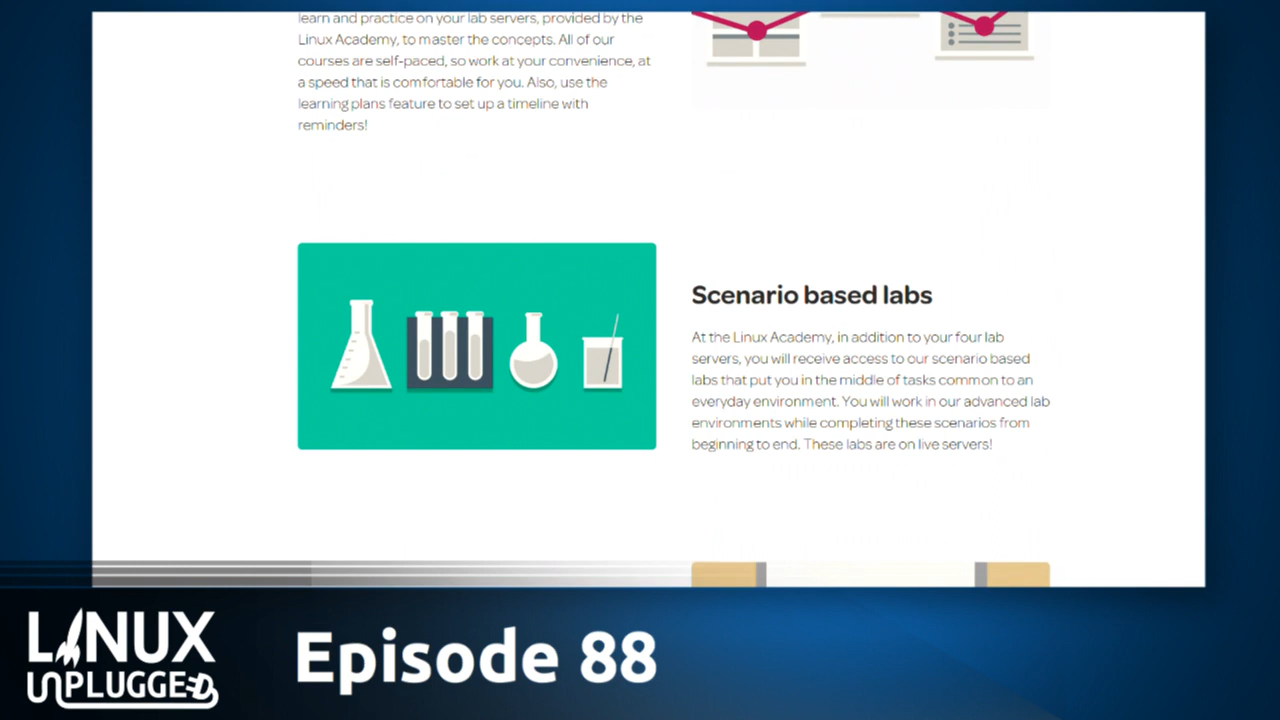 learn and practice on your lab servers, provided by the
Linux Academy, to master the concepts. All of our
courses are self-paced, so work at your convenience, at
a speed that is comfortable for you. Also, use the
learning plans feature to set up a timeline with
reminders!
Scenario based labs
At the Linux Academy, in addition to your four lab
servers, you will receive access to our scenario based
labs that put you in the middle of tasks common to an
everyday environment. You will work in our advanced lab
environments while completing these scenarios from
beginning to end. These labs are on live servers!
LINUX
UNPLUGGED
Episode 88